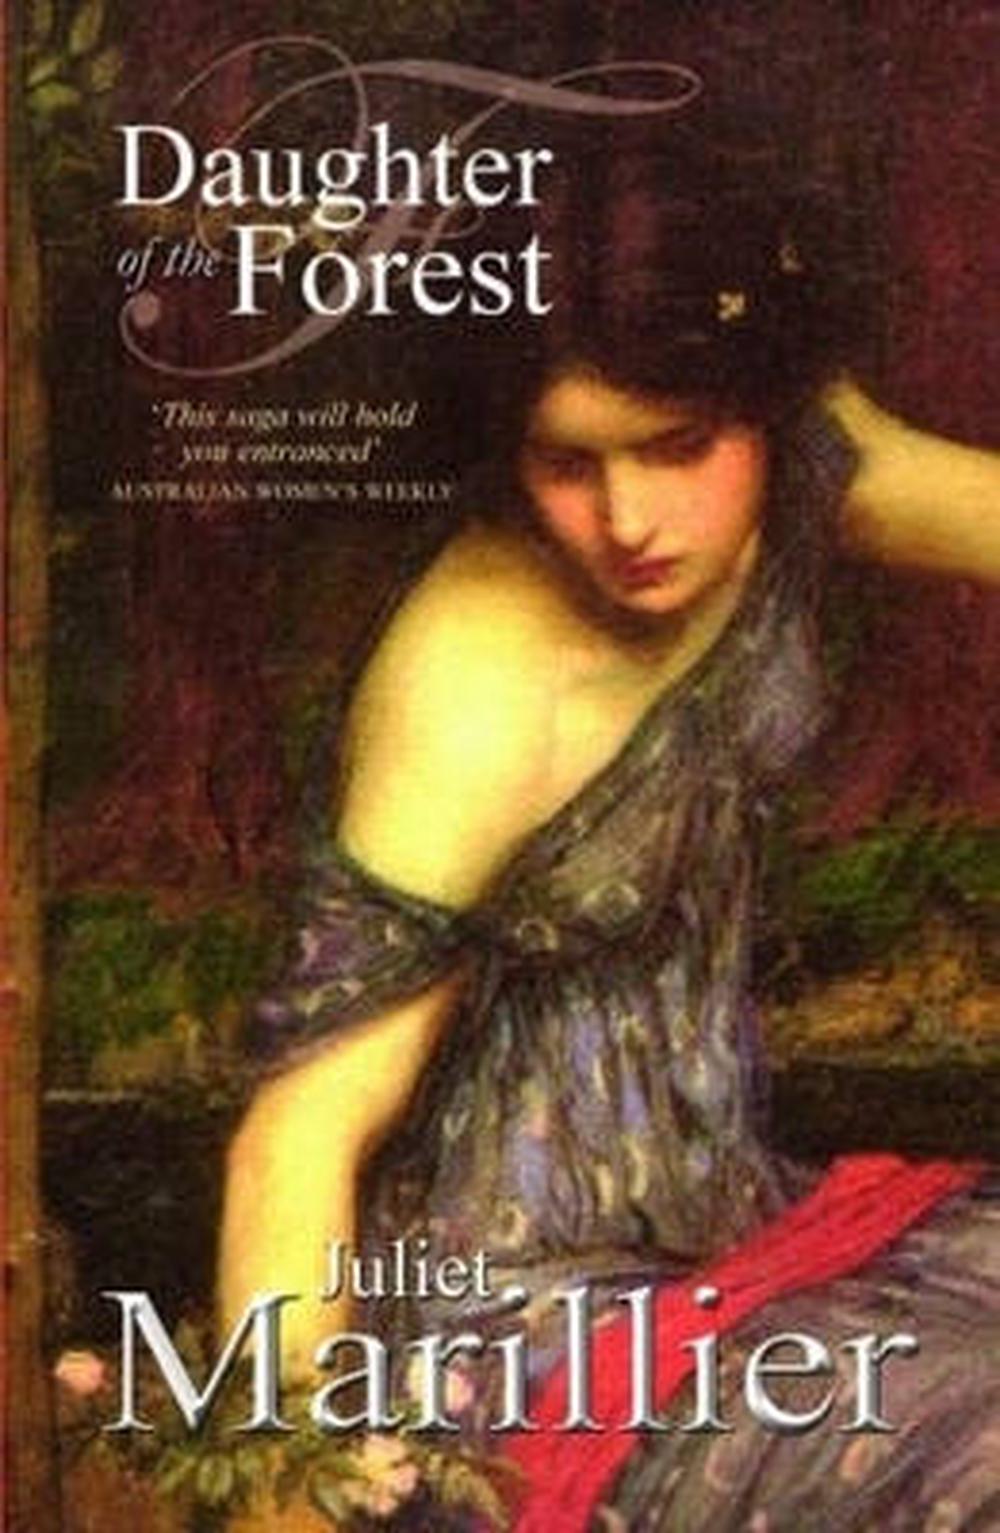 Daughter
of the Forest
'This saga will hold
you entranced'
AUSTRALIAN WOMEN'S WEEKLY
Juliet
Marillier